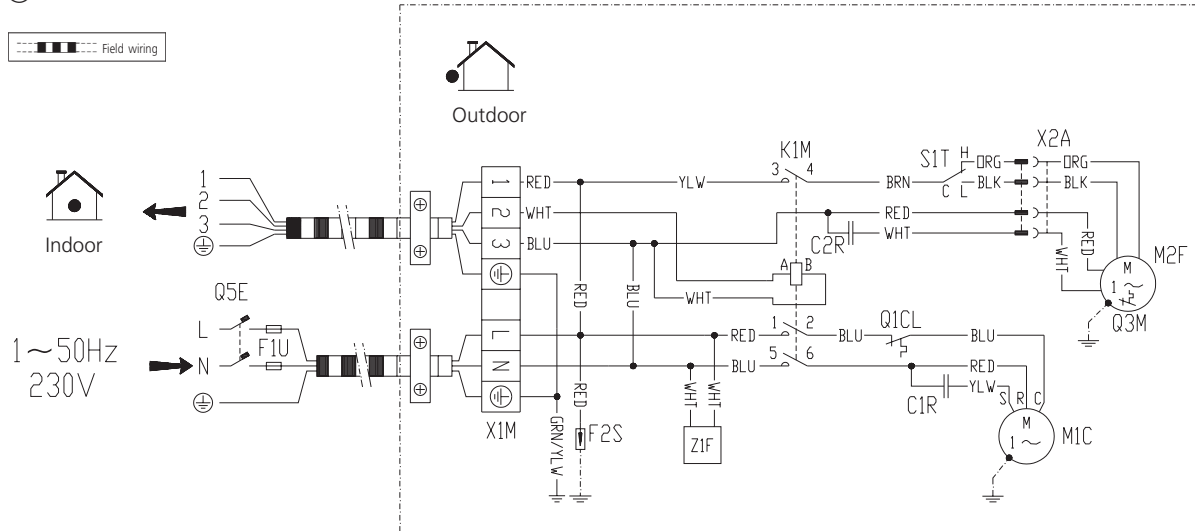 Field wiring
Outdoor
Indoor
1
2
3
1
2
3
RED
WHT
BLU
YLW
K1M
3 4
BRN
S1T
H
C L
ORG
BLK
X2A
ORG
BLK
RED
WHT
C2R
RED
WHT
M2F
M
1 ~
Q3M
A B
WHT
RED
BLU
Q5E
L
N
F1U
1~50Hz
230V
L
N
X1M
RED
BLU
1 2
5 6
BLU
Q1CL
BLU
RED
YLW
C1R
S R C
M
1 ~
M1C
WHT
WHT
Z1F
RED
F2S
GRN/YLW